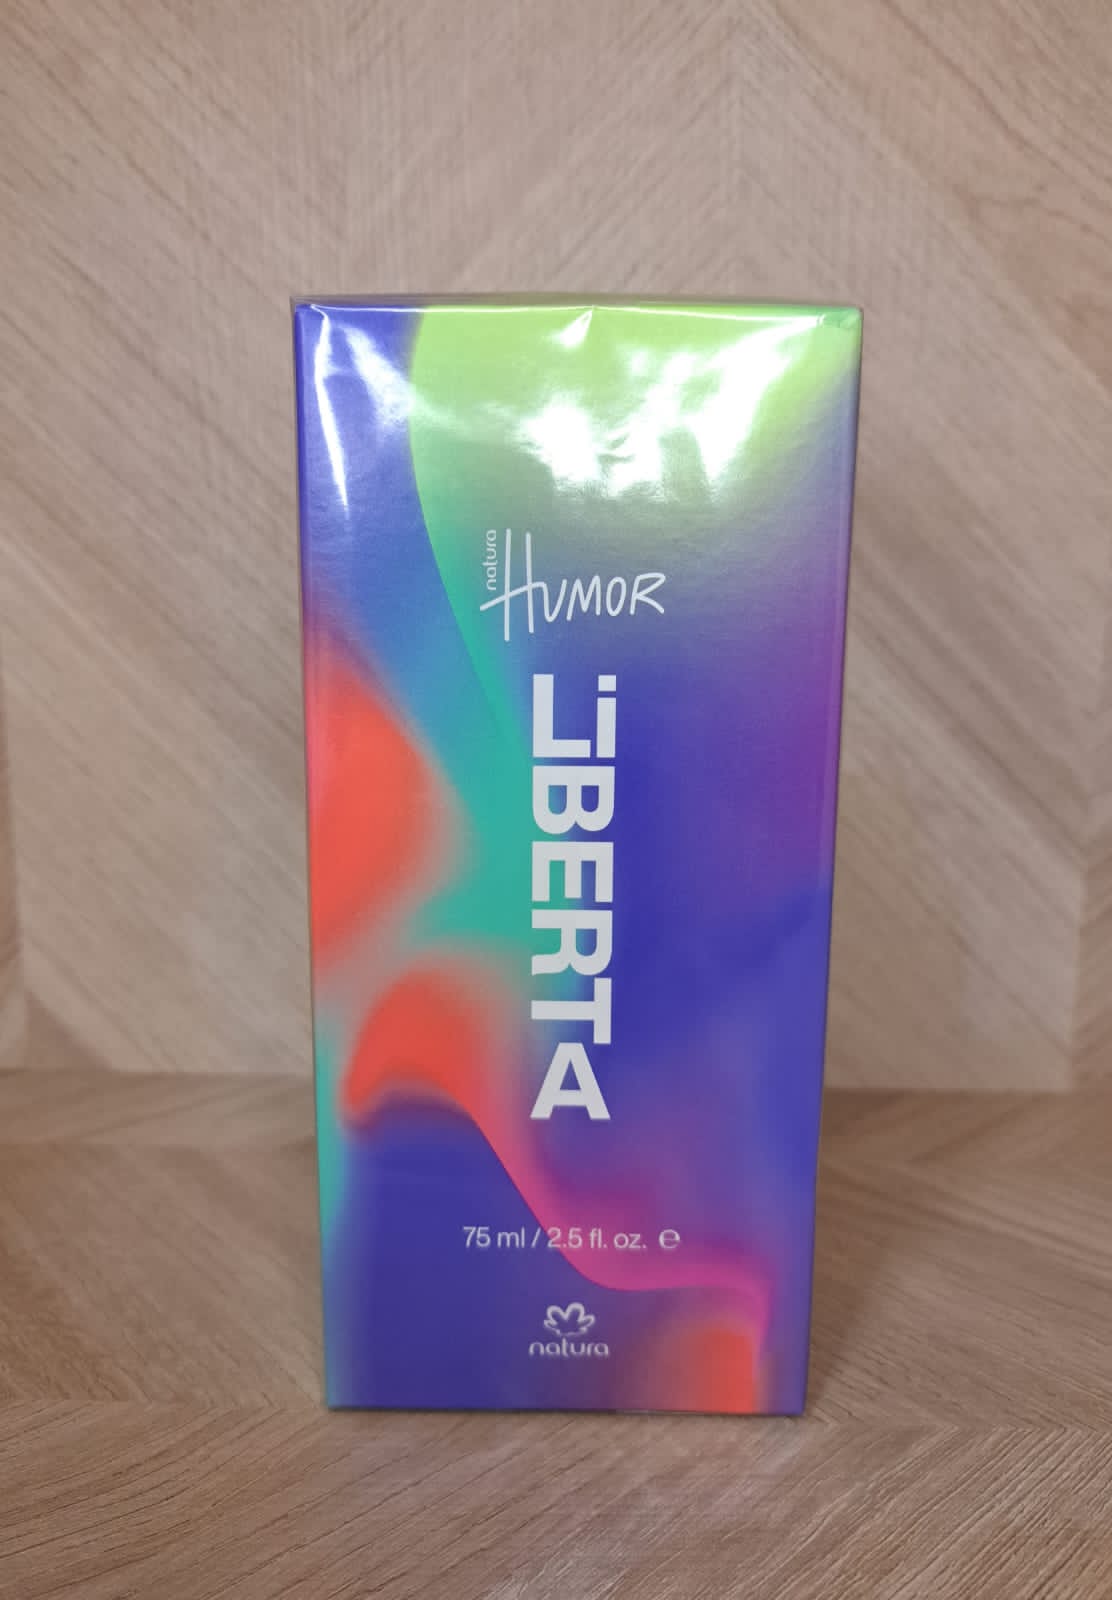 natura
HUMOR
LiBERTA
75 ml / 2.5 fl. oz. ℮
natura